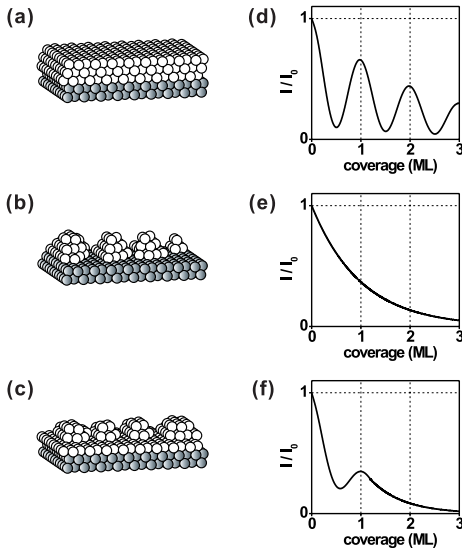 (a)
(d)
1
I / I0
0
0 1 2 3
coverage (ML)
(b)
(e)
1
I / I0
0
0 1 2 3
coverage (ML)
(c)
(f)
1
I / I0
0
0 1 2 3
coverage (ML)